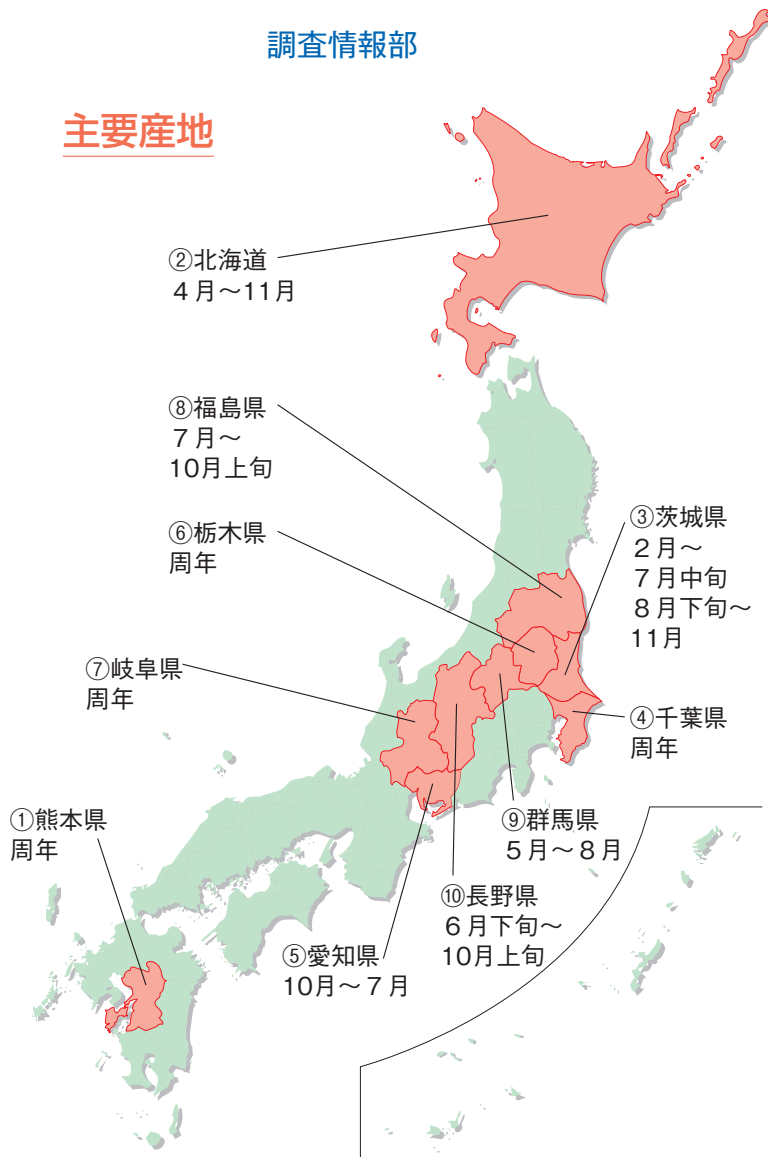 調査情報部
主要産地
②北海道
４月～11月
⑧福島県
７月～
10月上旬
⑥栃木県
周年
③茨城県
２月～
７月中旬
８月下旬～
11月
⑦岐阜県
周年
④千葉県
周年
①熊本県
周年
⑨群馬県
５月～８月
⑩長野県
６月下旬～
10月上旬
⑤愛知県
10月～７月